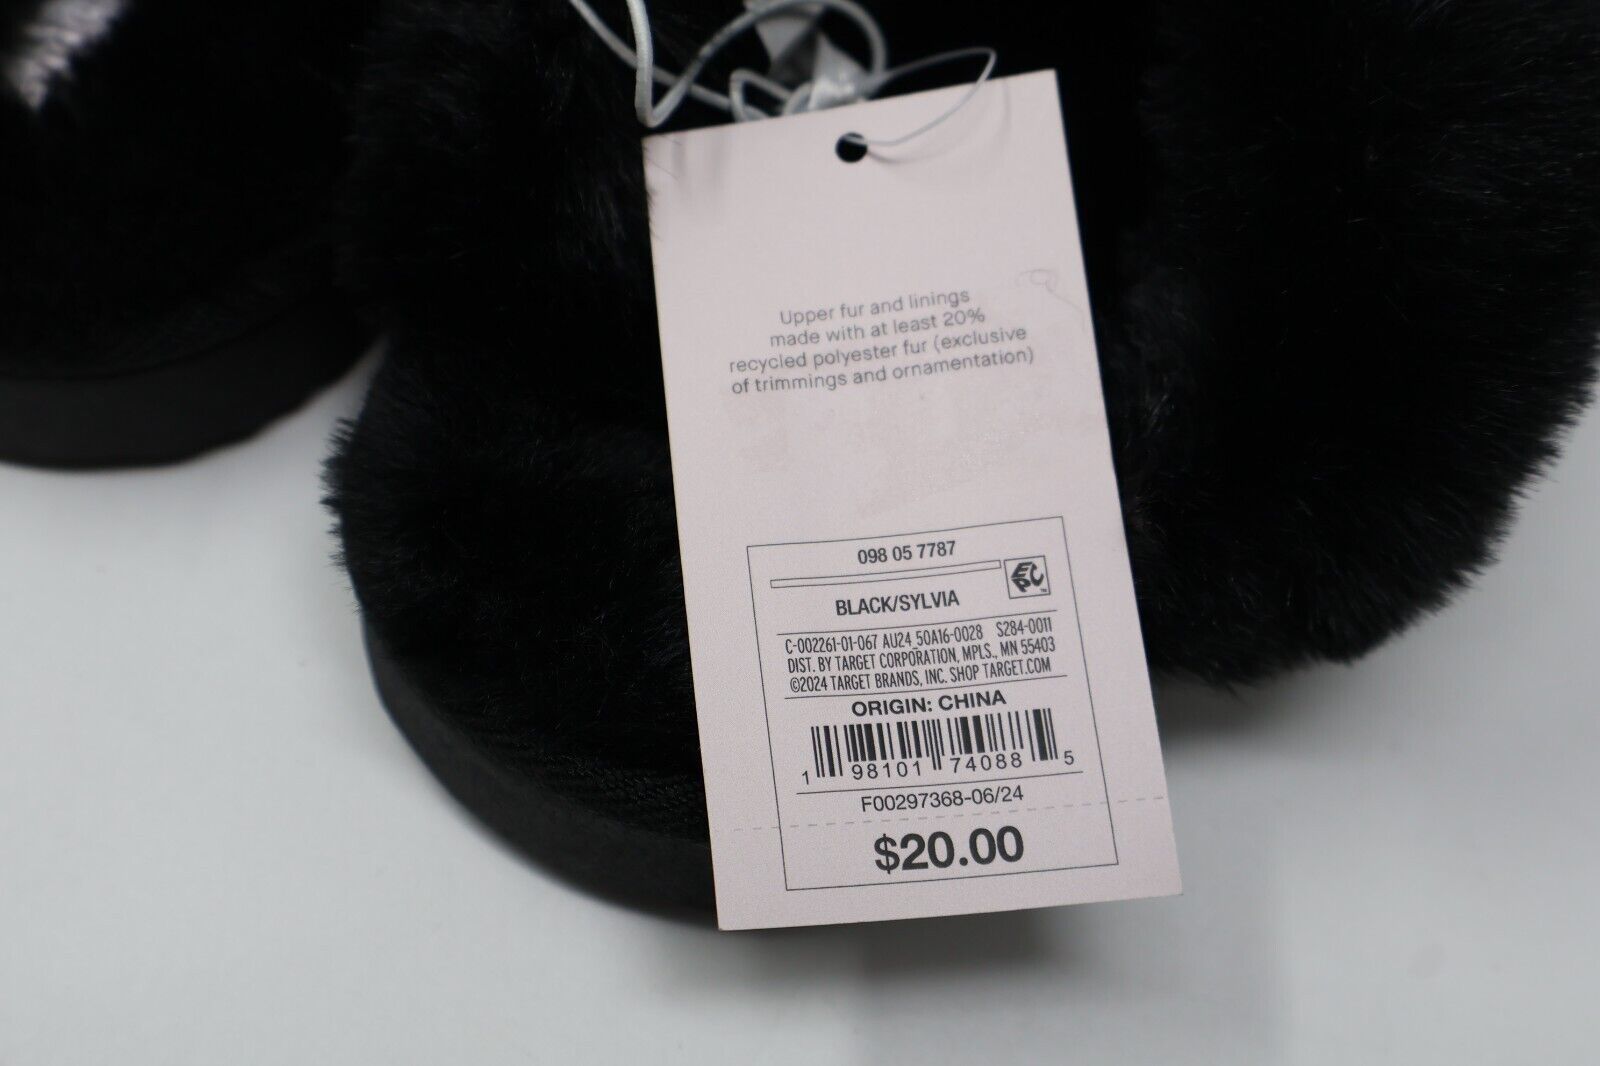 Upper fur and linings
made with at least 20%
recycled polyester fur (exclusive
of trimmings and ornamentation)
098 05 7787
EPC™
BLACK/SYLVIA
C-002261-01-067 AU24_50A16-0028 S284-0011
DIST. BY TARGET CORPORATION, MPLS., MN 55403
©2024 TARGET BRANDS, INC. SHOP TARGET.COM
ORIGIN: CHINA
1 98101 74088 5
F00297368-06/24
$20.00